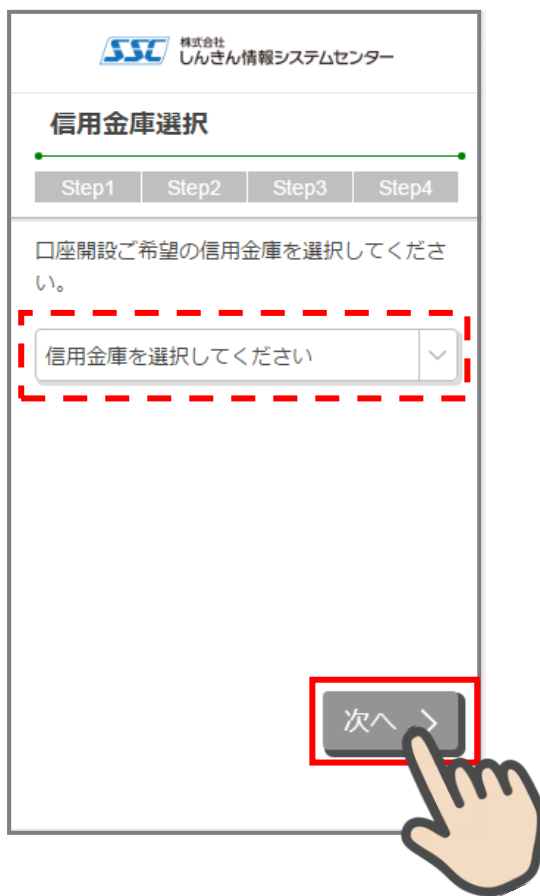 SSC 株式会社
しんきん情報システムセンター
信用金庫選択
Step1 Step2 Step3 Step4
口座開設ご希望の信用金庫を選択してくださ
い。
信用金庫を選択してください
次へ